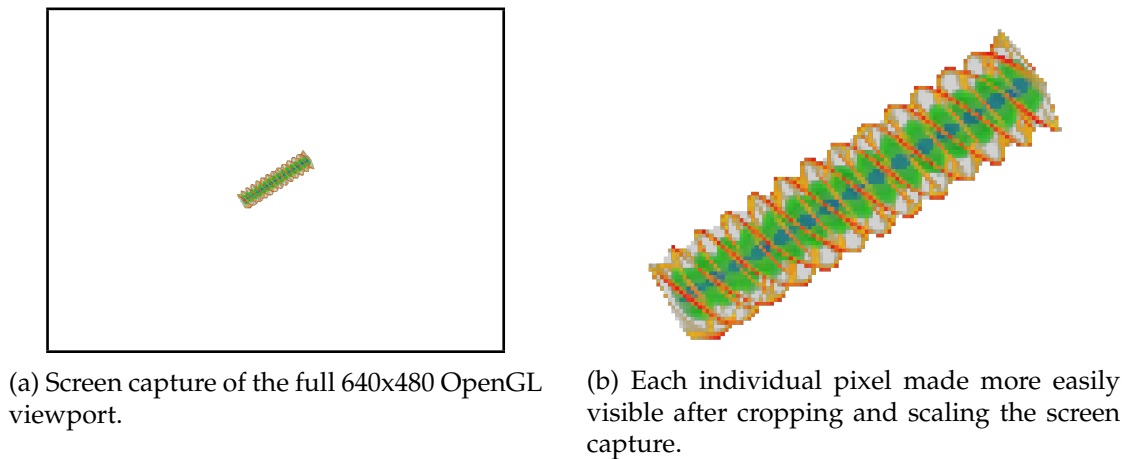 (a) Screen capture of the full 640x480 OpenGL
viewport.
(b) Each individual pixel made more easily
visible after cropping and scaling the screen
capture.